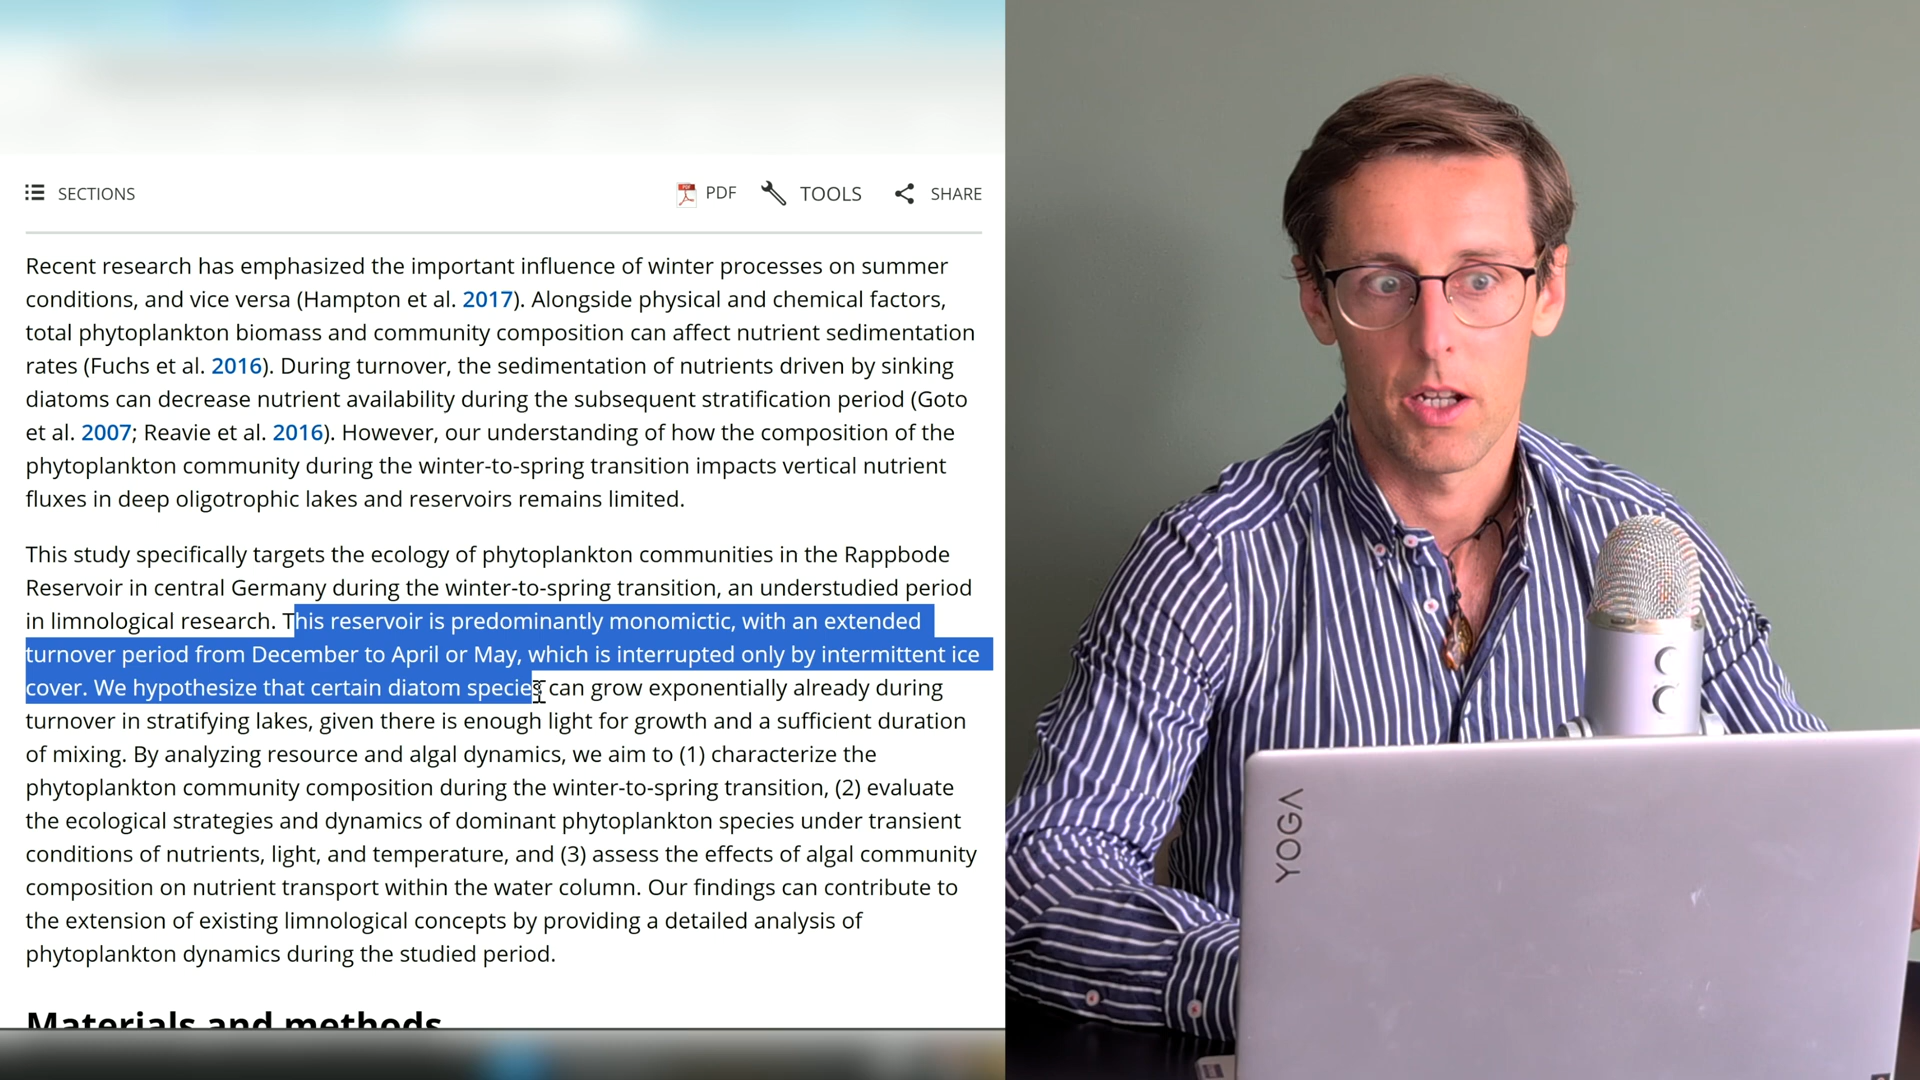 SECTIONS PDF TOOLS SHARE
Recent research has emphasized the important influence of winter processes on summer
conditions, and vice versa (Hampton et al. 2017). Alongside physical and chemical factors,
total phytoplankton biomass and community composition can affect nutrient sedimentation
rates (Fuchs et al. 2016). During turnover, the sedimentation of nutrients driven by sinking
diatoms can decrease nutrient availability during the subsequent stratification period (Goto
et al. 2007; Reavie et al. 2016). However, our understanding of how the composition of the
phytoplankton community during the winter-to-spring transition impacts vertical nutrient
fluxes in deep oligotrophic lakes and reservoirs remains limited.
This study specifically targets the ecology of phytoplankton communities in the Rappbode
Reservoir in central Germany during the winter-to-spring transition, an understudied period
in limnological research. This reservoir is predominantly monomictic, with an extended
turnover period from December to April or May, which is interrupted only by intermittent ice
cover. We hypothesize that certain diatom species can grow exponentially already during
turnover in stratifying lakes, given there is enough light for growth and a sufficient duration
of mixing. By analyzing resource and algal dynamics, we aim to (1) characterize the
phytoplankton community composition during the winter-to-spring transition, (2) evaluate
the ecological strategies and dynamics of dominant phytoplankton species under transient
conditions of nutrients, light, and temperature, and (3) assess the effects of algal community
composition on nutrient transport within the water column. Our findings can contribute to
the extension of existing limnological concepts by providing a detailed analysis of
phytoplankton dynamics during the studied period.
Materials and methods
YOGA